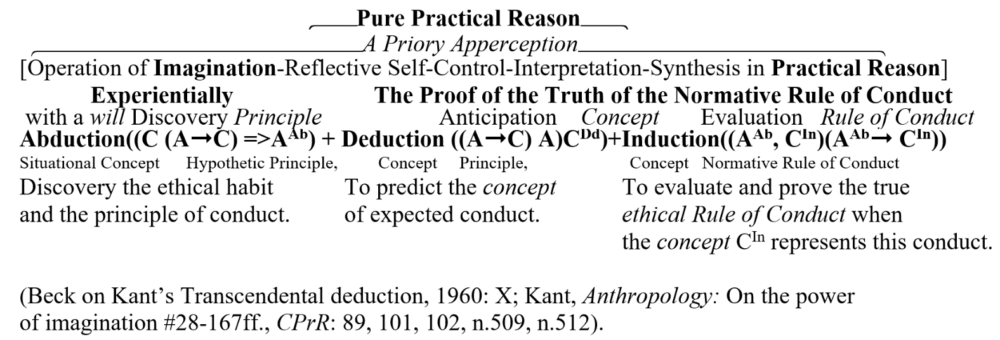 Pure Practical Reason
A Priory Apperception
[Operation of Imagination-Reflective Self-Control-Interpretation-Synthesis in Practical Reason]
Experientially The Proof of the Truth of the Normative Rule of Conduct
with a will Discovery Principle Anticipation Concept Evaluation Rule of Conduct
Abduction((C (A→C) =>Aᴬᵇ) + Deduction ((A→C) A)Cᴰᵈ)+Induction((Aᴬᵇ, Cᴵⁿ)(Aᴬᵇ→ Cᴵⁿ))
Situational Concept Hypothetic Principle, Concept Principle, Concept Normative Rule of Conduct
Discovery the ethical habit To predict the concept To evaluate and prove the true
and the principle of conduct. of expected conduct. ethical Rule of Conduct when
the concept Cᴵⁿ represents this conduct.
(Beck on Kant's Transcendental deduction, 1960: X; Kant, Anthropology: On the power
of imagination #28-167ff., CPrR: 89, 101, 102, n.509, n.512).